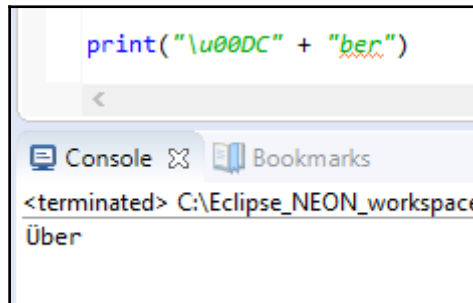 print("\u00DC" + "ber")
<
Console Bookmarks
<terminated> C:\Eclipse_NEON_workspace
Über